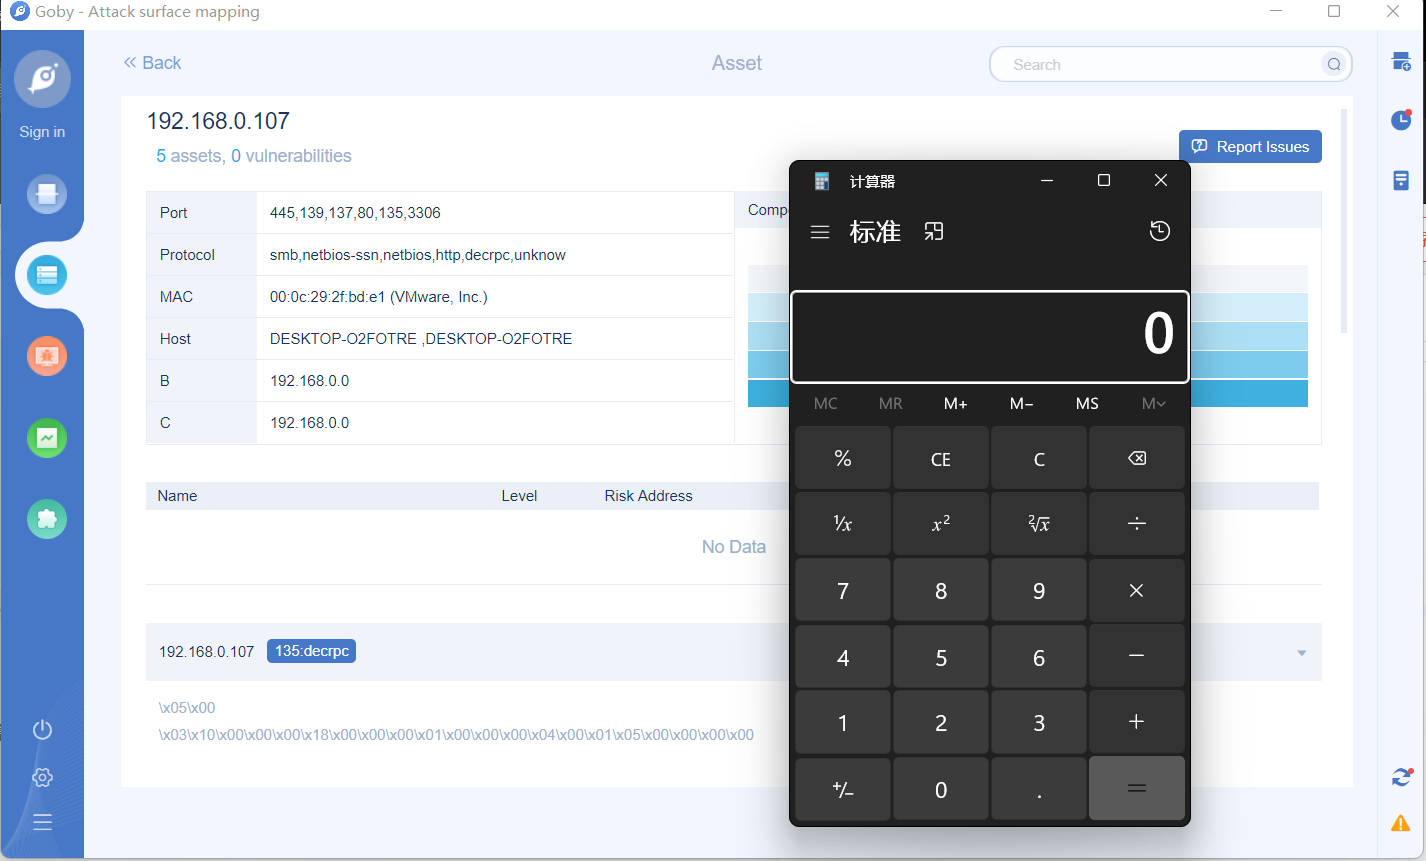 Goby - Attack surface mapping
Back
Asset
Search
Sign in
192.168.0.107
5 assets, 0 vulnerabilities
Report Issues
Port 445,139,137,80,135,3306
Protocol smb,netbios-ssn,netbios,http,decrpc,unknow
MAC 00:0c:29:2f:bd:e1 (VMware, Inc.)
Host DESKTOP-O2FOTRE ,DESKTOP-O2FOTRE
B 192.168.0.0
C 192.168.0.0
Name Level Risk Address
No Data
192.168.0.107 135:decrpc
\x05\x00
\x03\x10\x00\x00\x00\x18\x00\x00\x00\x01\x00\x00\x00\x04\x00\x01\x05\x00\x00\x00\x00
计算器
标准
0
MC MR M+ M− MS M
% CE C
¹/x x² ²√x ÷
7 8 9 ×
4 5 6 −
1 2 3 +
+/− 0 . =